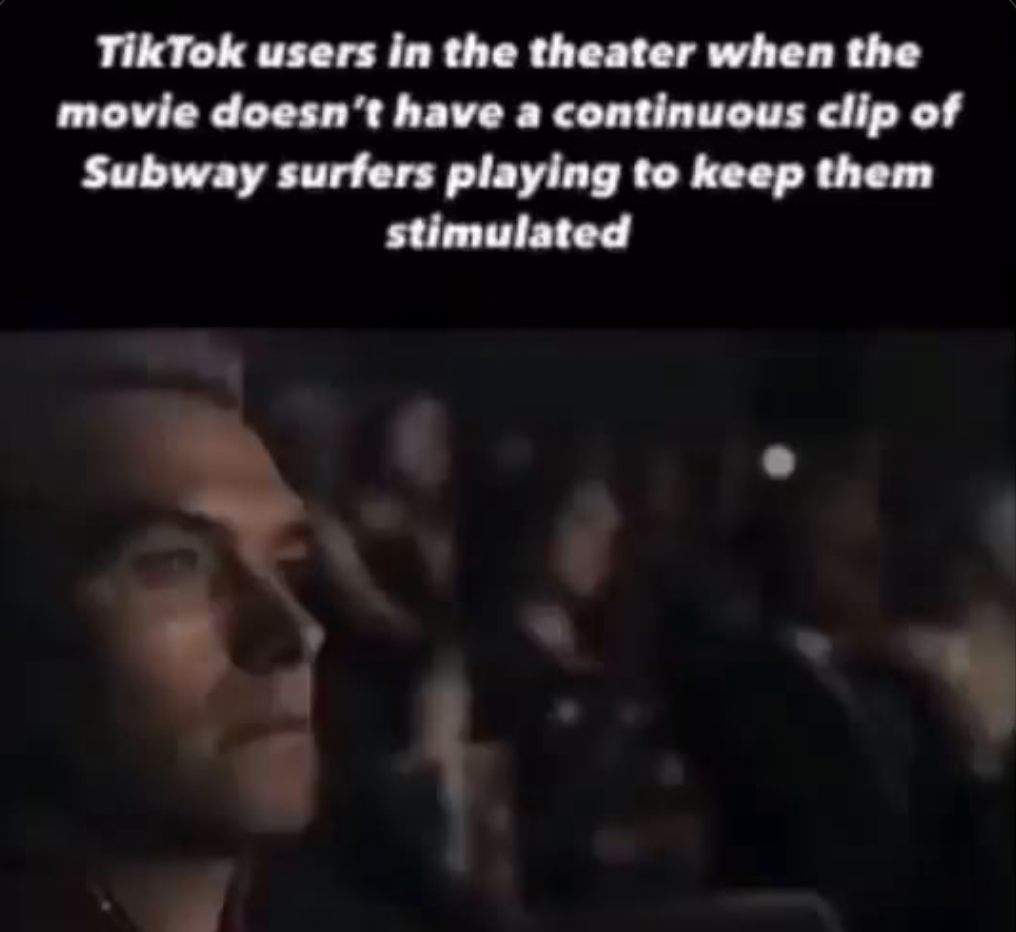 TikTok users in the theater when the
movie doesn't have a continuous clip of
Subway surfers playing to keep them
stimulated